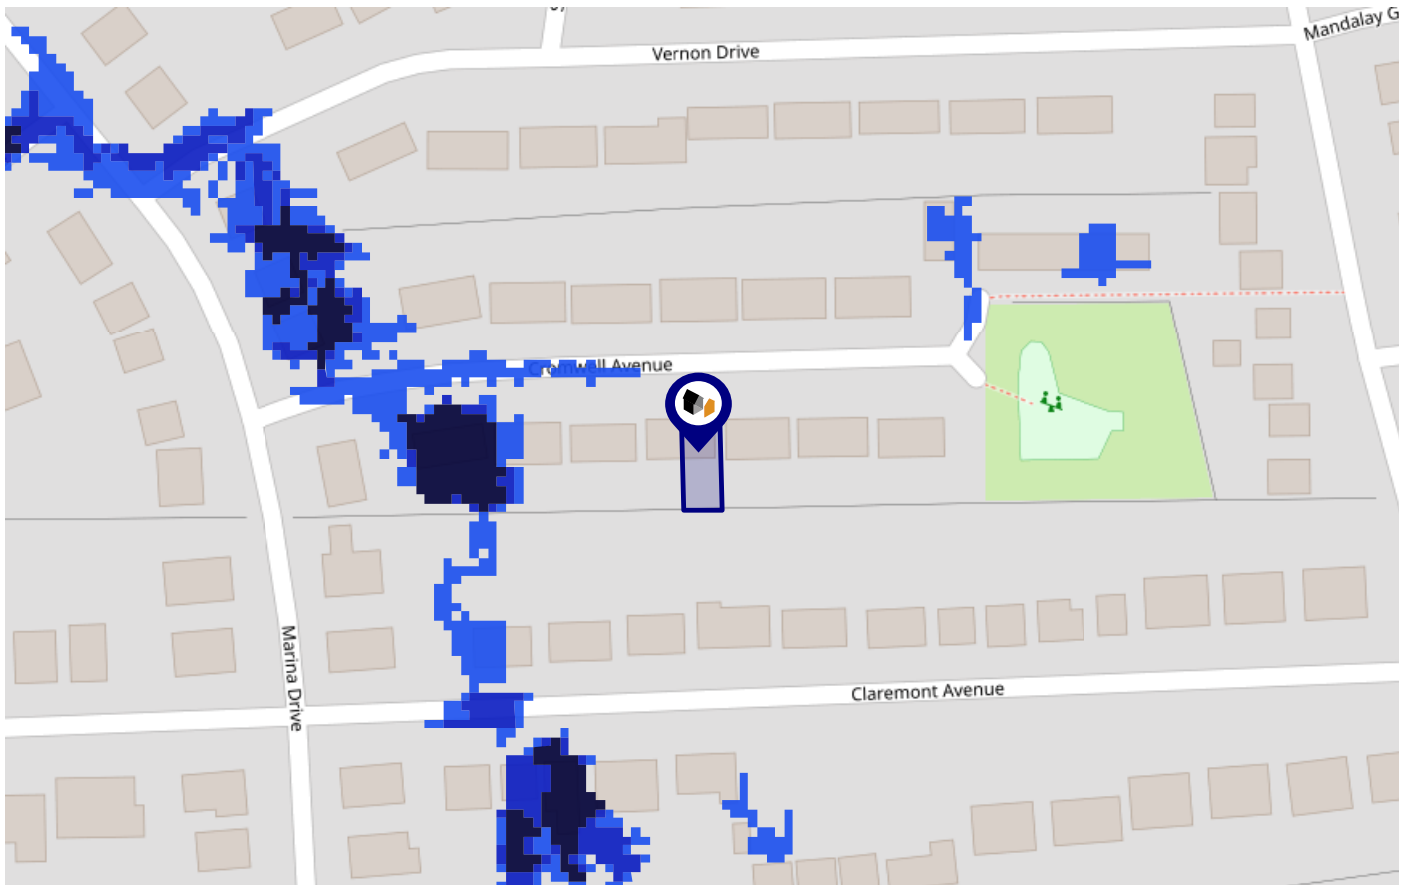 Mandalay G
Vernon Drive
Cromwell Avenue
Marina Drive
Claremont Avenue